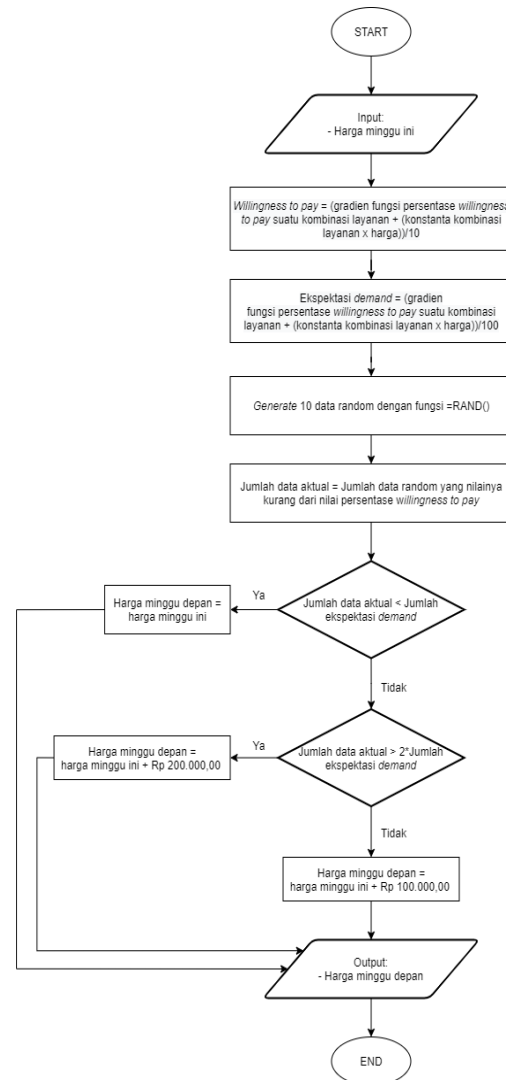 START
Input:
- Harga minggu ini
Willingness to pay = (gradien fungsi persentase willingness
to pay suatu kombinasi layanan + (konstanta kombinasi
layanan x harga))/10
Ekspektasi demand = (gradien
fungsi persentase willingness to pay suatu kombinasi
layanan + (konstanta kombinasi layanan x harga))/100
Generate 10 data random dengan fungsi =RAND()
Jumlah data aktual = Jumlah data random yang nilainya
kurang dari nilai persentase willingness to pay
Jumlah data aktual < Jumlah
ekspektasi demand
Ya
Harga minggu depan =
harga minggu ini
Tidak
Jumlah data aktual > 2*Jumlah
ekspektasi demand
Ya
Harga minggu depan =
harga minggu ini + Rp 200.000,00
Tidak
Harga minggu depan =
harga minggu ini + Rp 100.000,00
Output:
- Harga minggu depan
END